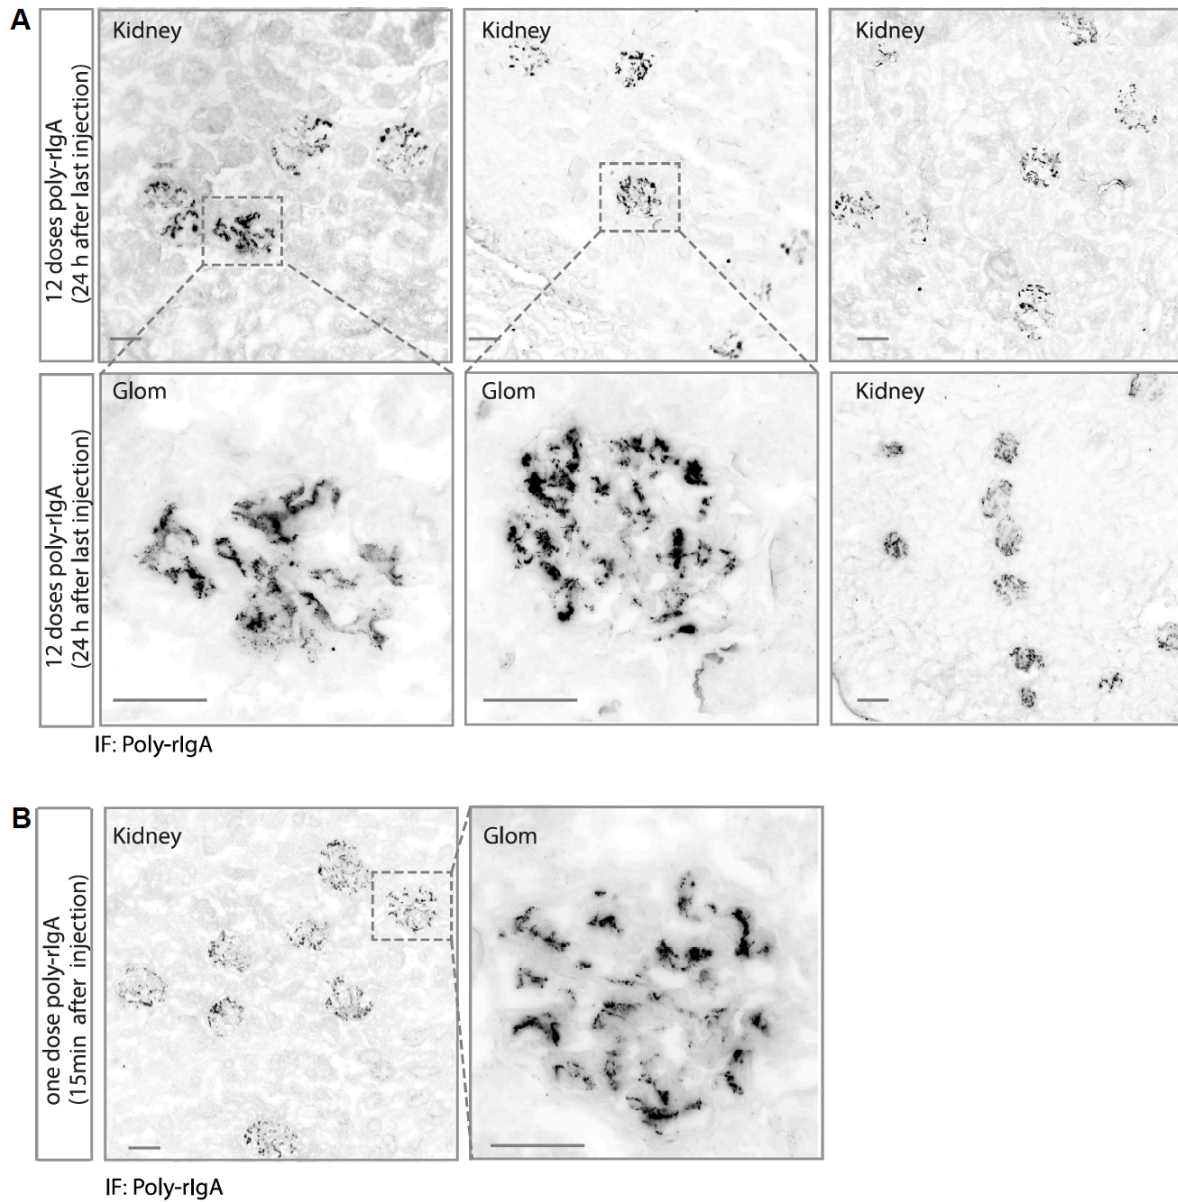 A
12 doses poly-rIgA
(24 h after last injection)
Kidney
Kidney
Kidney
12 doses poly-rIgA
(24 h after last injection)
Glom
Glom
Kidney
IF: Poly-rIgA
B
one dose poly-rIgA
(15min after injection)
Kidney
Glom
IF: Poly-rIgA